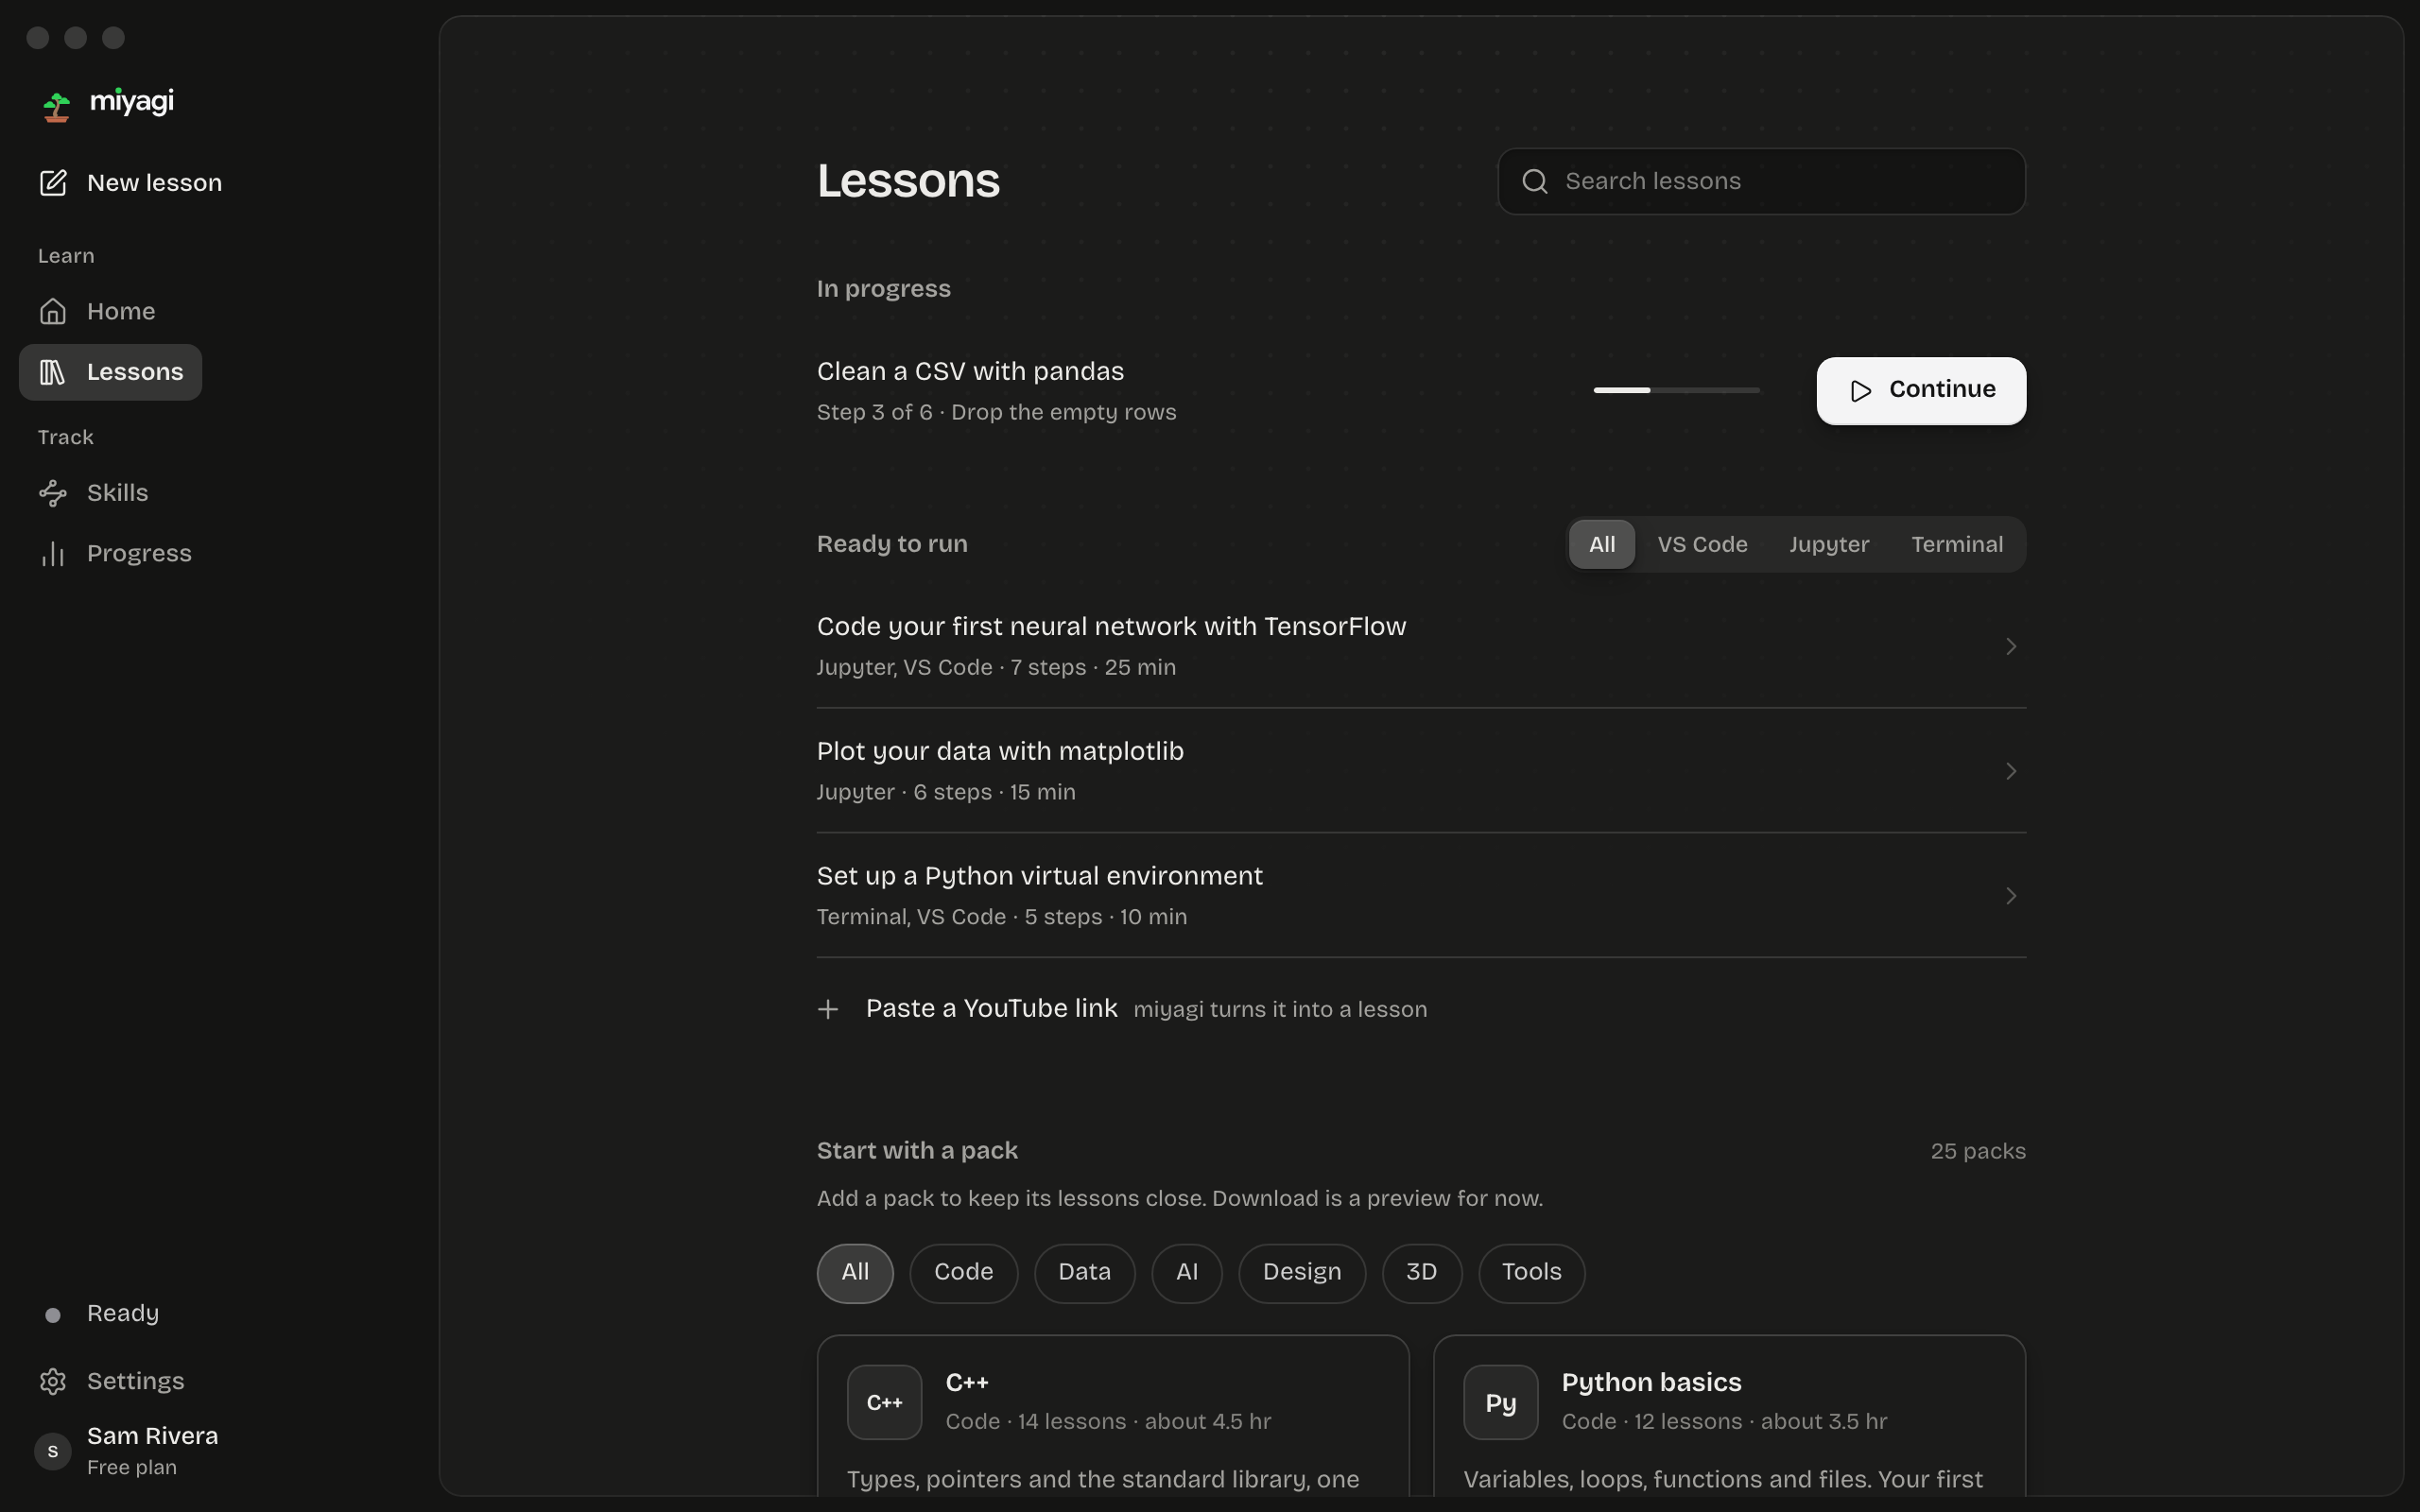 miyagi
New lesson
Learn
Home
Lessons
Track
Skills
Progress
Ready
Settings
S
Sam Rivera
Free plan
Lessons
Search lessons
In progress
Clean a CSV with pandas
Step 3 of 6 · Drop the empty rows
Continue
Ready to run
All VS Code Jupyter Terminal
Code your first neural network with TensorFlow
Jupyter, VS Code · 7 steps · 25 min
Plot your data with matplotlib
Jupyter · 6 steps · 15 min
Set up a Python virtual environment
Terminal, VS Code · 5 steps · 10 min
Paste a YouTube link miyagi turns it into a lesson
Start with a pack
25 packs
Add a pack to keep its lessons close. Download is a preview for now.
All Code Data AI Design 3D Tools
C++
C++
Code · 14 lessons · about 4.5 hr
Types, pointers and the standard library, one
Py
Python basics
Code · 12 lessons · about 3.5 hr
Variables, loops, functions and files. Your first